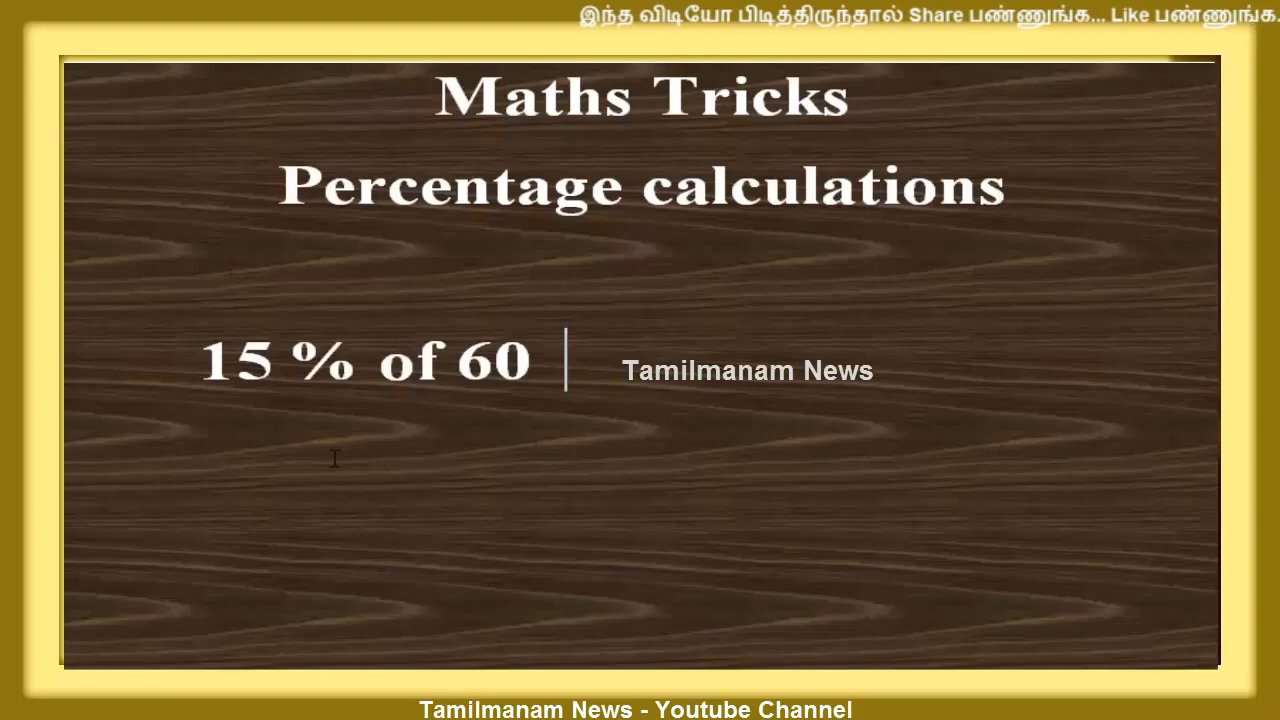 இந்த விடியோ பிடித்திருந்தால் Share பண்ணுங்க... Like பண்ணுங்க.
Maths Tricks
Percentage calculations
15 % of 60
Tamilmanam News
Tamilmanam News - Youtube Channel